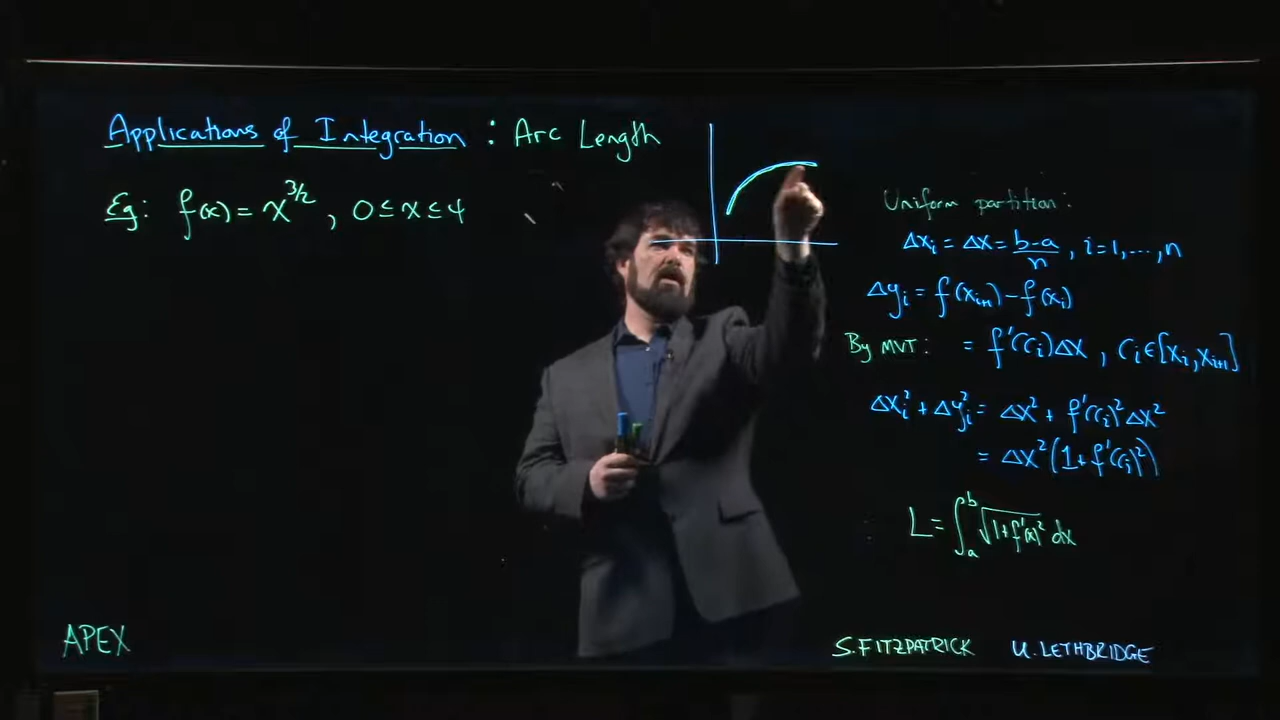 Applications of Integration : Arc Length
Eg: f(x) = x^{3/2} , 0 ≤ x ≤ 4
Uniform partition:
Δx_i = Δx = \frac{b-a}{n} , i = 1, ..., n
Δy_i = f(x_{i+1}) - f(x_i)
By MVT: = f'(c_i)Δx , c_i ∈ [x_i, x_{i+1}]
Δx_i^2 + Δy_i^2 = Δx^2 + f'(c_i)^2 Δx^2
= Δx^2 (1 + f'(c_i)^2)
L = ∫_a^b √(1 + f'(x)^2) dx
APEX
S. FITZPATRICK U. LETHBRIDGE